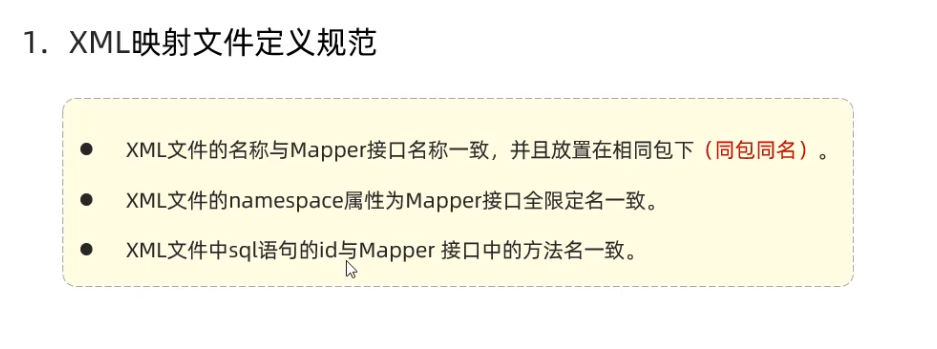 1. XML映射文件定义规范
● XML文件的名称与Mapper接口名称一致，并且放置在相同包下（同包同名）。
● XML文件的namespace属性为Mapper接口全限定名一致。
● XML文件中sql语句的id与Mapper 接口中的方法名一致。